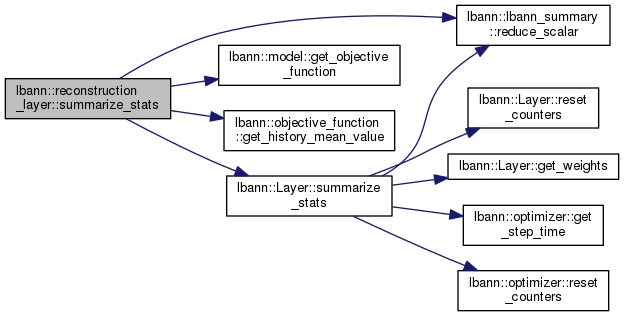 lbann::reconstruction
_layer::summarize_stats
lbann::lbann_summary
::reduce_scalar
lbann::model::get_objective
_function
lbann::objective_function
::get_history_mean_value
lbann::Layer::summarize
_stats
lbann::Layer::reset
_counters
lbann::Layer::get_weights
lbann::optimizer::get
_step_time
lbann::optimizer::reset
_counters